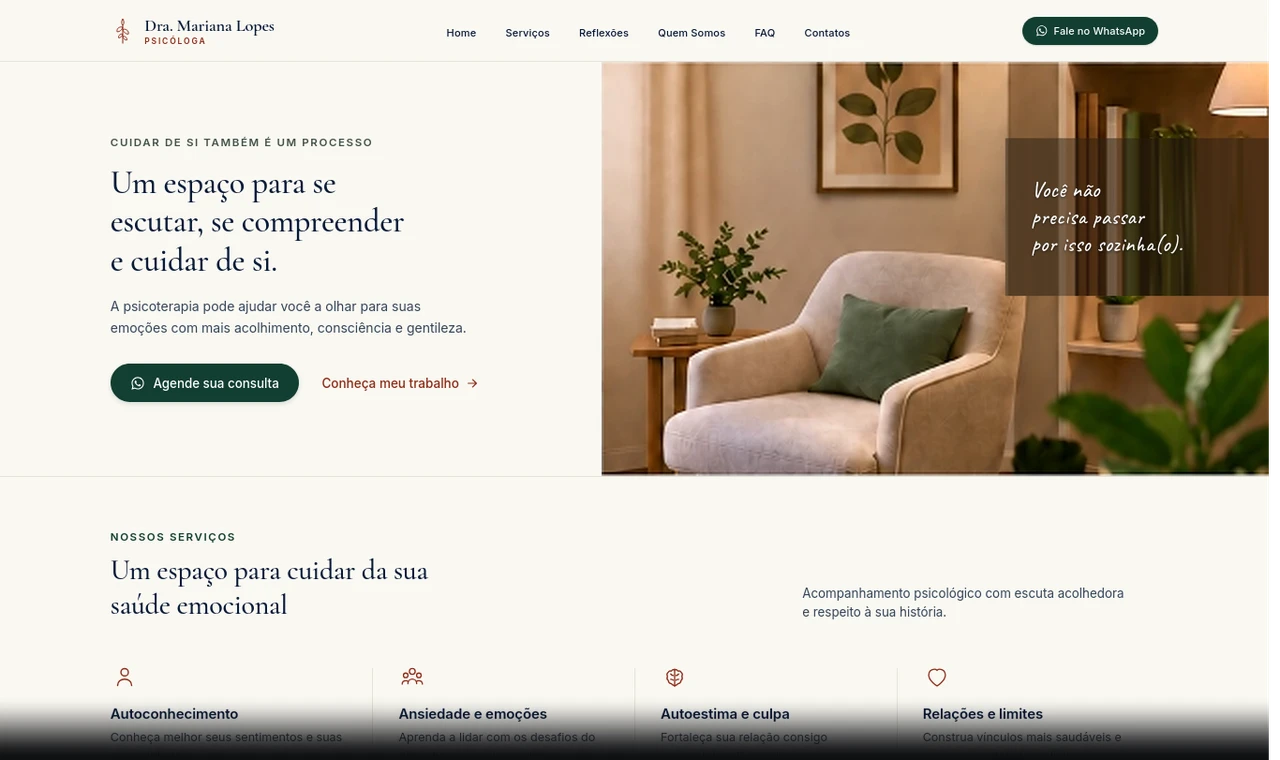 Dra. Mariana Lopes
PSICÓLOGA
Home
Serviços
Reflexões
Quem Somos
FAQ
Contatos
Fale no WhatsApp
CUIDAR DE SI TAMBÉM É UM PROCESSO
Um espaço para se
escutar, se compreender
e cuidar de si.
A psicoterapia pode ajudar você a olhar para suas
emoções com mais acolhimento, consciência e gentileza.
Agende sua consulta
Conheça meu trabalho →
Você não
precisa passar
por isso sozinha(o).
NOSSOS SERVIÇOS
Um espaço para cuidar da sua
saúde emocional
Acompanhamento psicológico com escuta acolhedora
e respeito à sua história.
Autoconhecimento
Conheça melhor seus sentimentos e suas
Ansiedade e emoções
Aprenda a lidar com os desafios do
Autoestima e culpa
Fortaleça sua relação consigo
Relações e limites
Construa vínculos mais saudáveis e